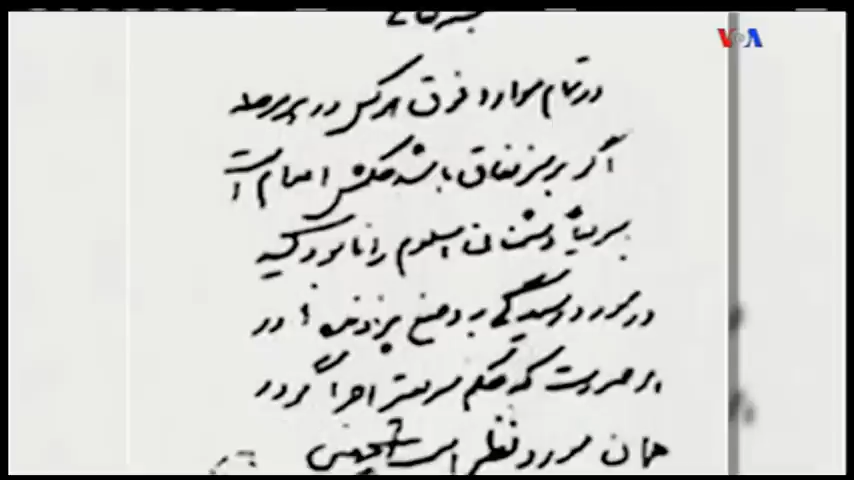 VOA
در تمام موارد فوق هر کس در هر مرحله
اگر بر سر نفاق باشد حکمش اعدام است
سریعاً دشمنان اسلام را نابود کنید
در مورد رسیدگی به وضع پرونده‌ها در
هر صورت که حکم سریعتر اجرا گردد
همان مورد نظر است